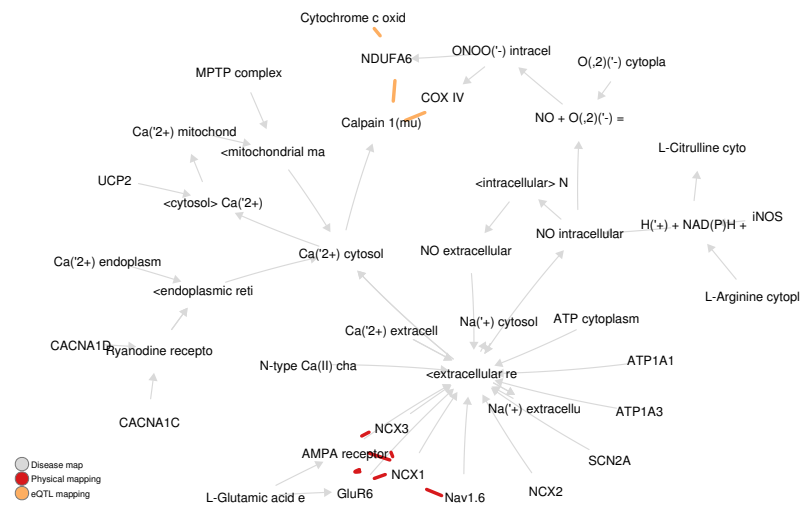 Cytochrome c oxid
NDUFA6
ONOO('-) intracel
O(,2)('-) cytopla
MPTP complex
COX IV
Ca('2+) mitochond
Calpain 1(mu)
NO + O(,2)('-) =
<mitochondrial ma
L-Citrulline cyto
UCP2
<intracellular> N
<cytosol> Ca('2+)
iNOS
H('+) + NAD(P)H +
NO intracellular
NO extracellular
Ca('2+) cytosol
Ca('2+) endoplasm
<endoplasmic reti
L-Arginine cytopl
Na('+) cytosol
ATP cytoplasm
Ca('2+) extracell
CACNA1D
Ryanodine recepto
N-type Ca(II) cha
<extracellular re
ATP1A1
Na('+) extracellu
ATP1A3
CACNA1C
NCX3
AMPA receptor
SCN2A
NCX1
L-Glutamic acid e
GluR6
Nav1.6
NCX2
Disease map
Physical mapping
eQTL mapping